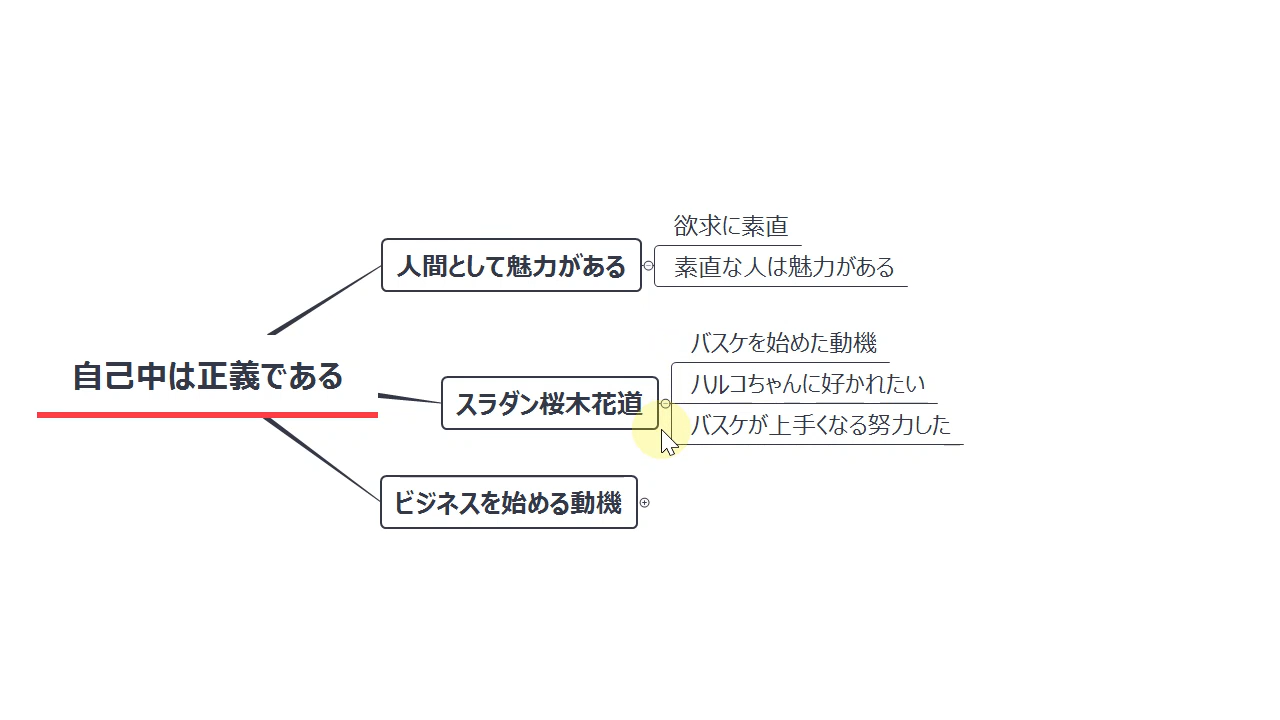 自己中は正義である
人間として魅力がある
欲求に素直
素直な人は魅力がある
スラダン桜木花道
バスケを始めた動機
ハルコちゃんに好かれたい
バスケが上手くなる努力した
ビジネスを始める動機